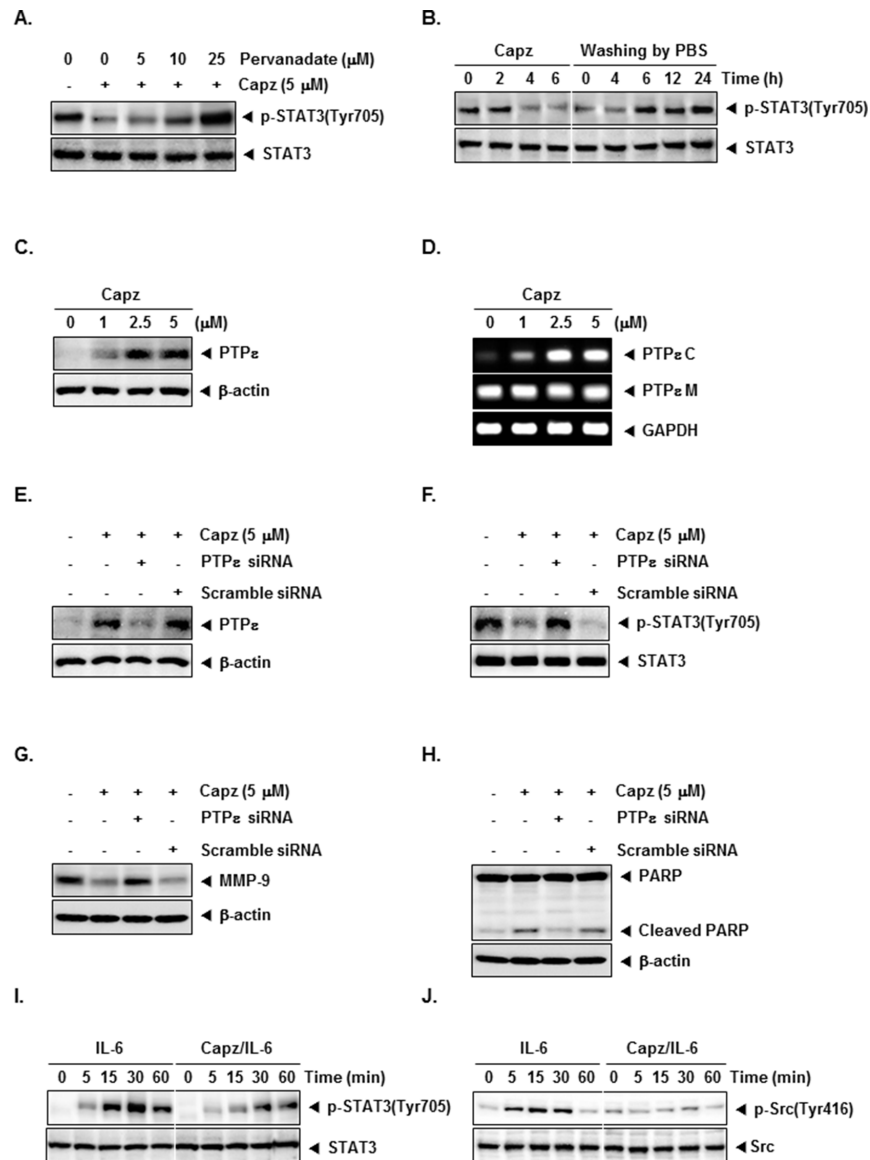 A.
0 0 5 10 25 Pervanadate (μM)
- + + + + Capz (5 μM)
p-STAT3(Tyr705)
STAT3
B.
Capz Washing by PBS
0 2 4 6 0 4 6 12 24 Time (h)
p-STAT3(Tyr705)
STAT3
C.
Capz
0 1 2.5 5 (μM)
PTPε
β-actin
D.
Capz
0 1 2.5 5 μM)
PTPε C
PTPε M
GAPDH
E.
- + + + Capz (5 μM)
- - + - PTPε siRNA
- - - + Scramble siRNA
PTPε
β-actin
F.
- + + + Capz (5 μM)
- - + - PTPε siRNA
- - - + Scramble siRNA
p-STAT3(Tyr705)
STAT3
G.
- + + + Capz (5 μM)
- - + - PTPε siRNA
- - - + Scramble siRNA
MMP-9
β-actin
H.
- + + + Capz (5 μM)
- - + - PTPε siRNA
- - - + Scramble siRNA
PARP
Cleaved PARP
β-actin
I.
IL-6 Capz/IL-6
0 5 15 30 60 0 5 15 30 60 Time (min)
p-STAT3(Tyr705)
STAT3
J.
IL-6 Capz/IL-6
0 5 15 30 60 0 5 15 30 60 Time (min)
p-Src(Tyr416)
Src